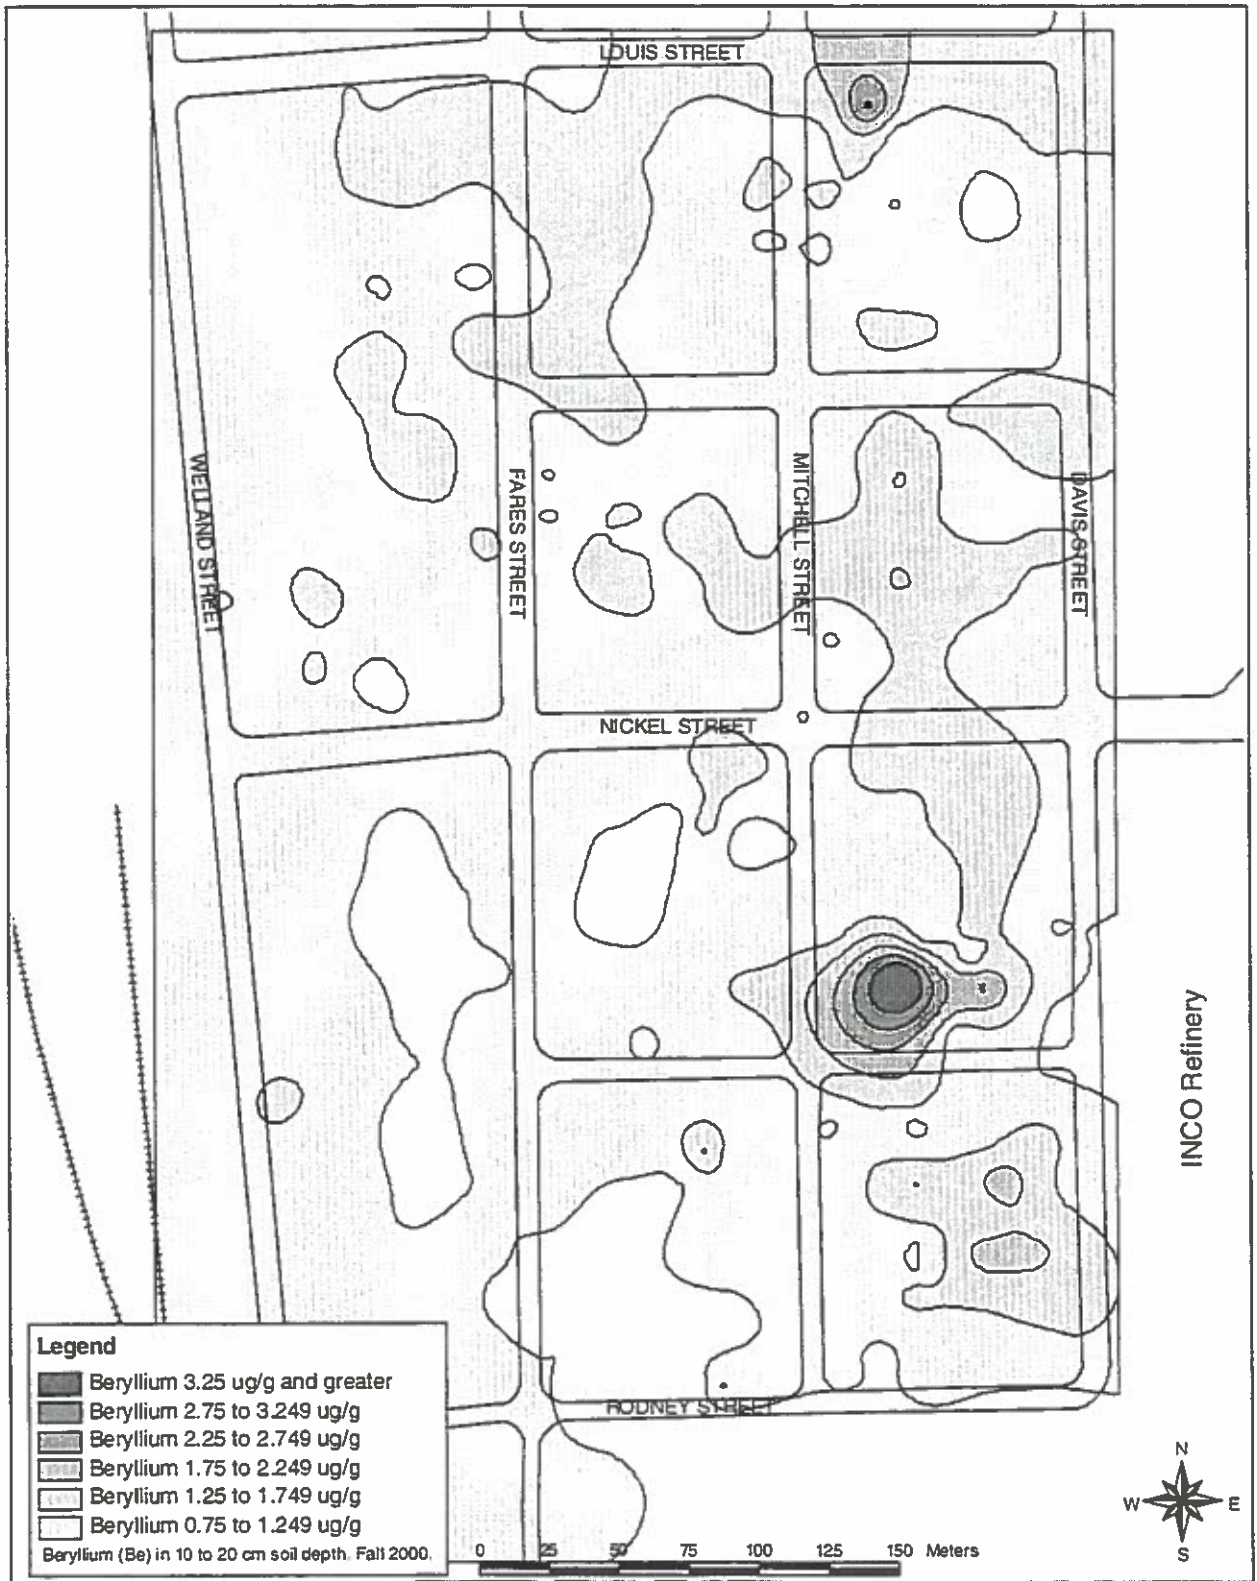 LOUIS STREET
WELLAND STREET
FARES STREET
MITCHELL STREET
DAVIS STREET
NICKEL STREET
INCO Refinery
RODNEY STREET
Legend
Beryllium 3.25 ug/g and greater
Beryllium 2.75 to 3.249 ug/g
Beryllium 2.25 to 2.749 ug/g
Beryllium 1.75 to 2.249 ug/g
Beryllium 1.25 to 1.749 ug/g
Beryllium 0.75 to 1.249 ug/g
Beryllium (Be) in 10 to 20 cm soil depth. Fall 2000.
0 25 50 75 100 125 150 Meters
N
W E
S